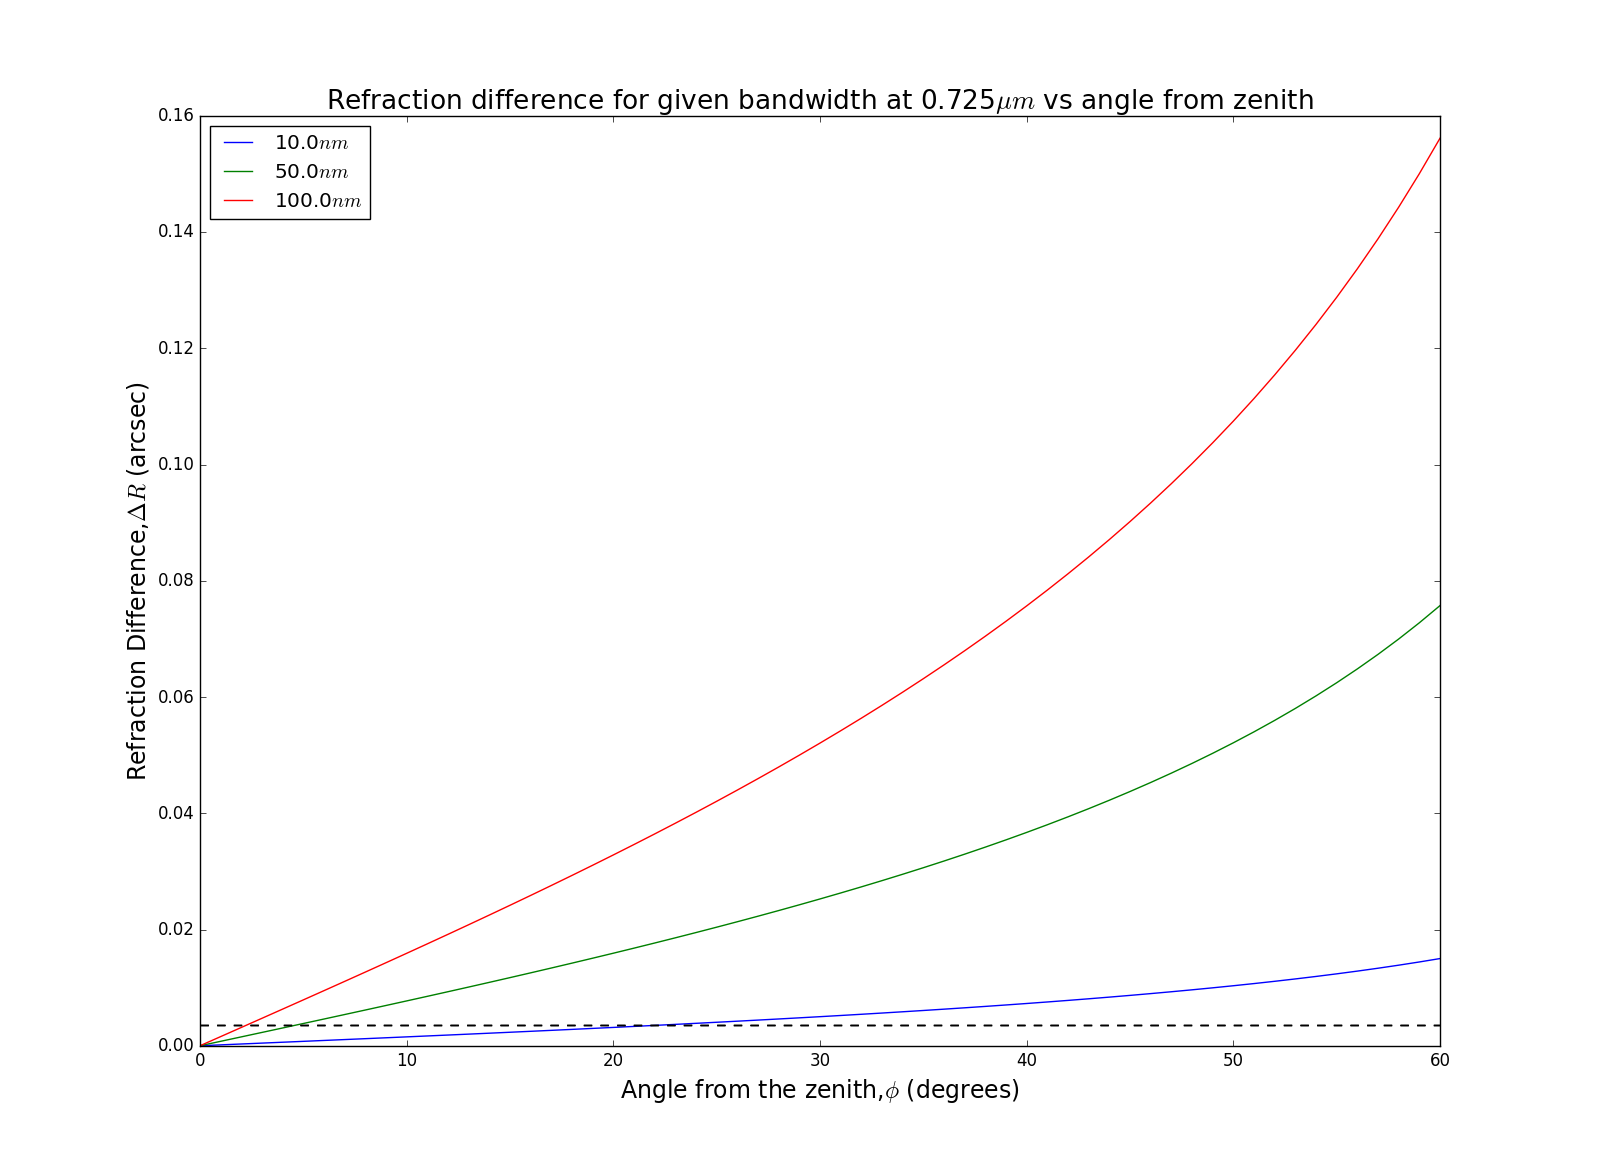 Refraction difference for given bandwidth at 0.725μm vs angle from zenith
0.16
0.14
0.12
0.10
0.08
0.06
0.04
0.02
0.00
10.0nm
50.0nm
100.0nm
Refraction Difference,ΔR (arcsec)
0 10 20 30 40 50 60
Angle from the zenith,ϕ (degrees)